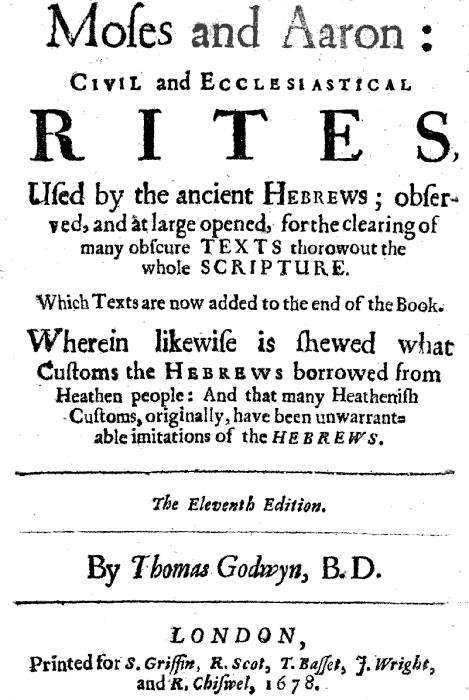 Moſes and Aaron :
CIVIL and ECCLESIASTICAL
RITES,
Uſed by the ancient HEBREWS ; obſer-
ved, and at large opened, for the clearing of
many obſcure TEXTS thorowout the
whole SCRIPTURE.
Which Texts are now added to the end of the Book.
Wherein likewiſe is ſhewed what
Cuſtoms the HEBREWS borrowed from
Heathen people: And that many Heatheniſh
Cuſtoms, originally, have been unwarrant=
able imitations of the HEBREWS.
The Eleventh Edition.
By Thomas Godwyn, B.D.
LONDON,
Printed for S. Griffin, R. Scot, T. Baſſet, J. Wright,
and R. Chiſwel, 1678.